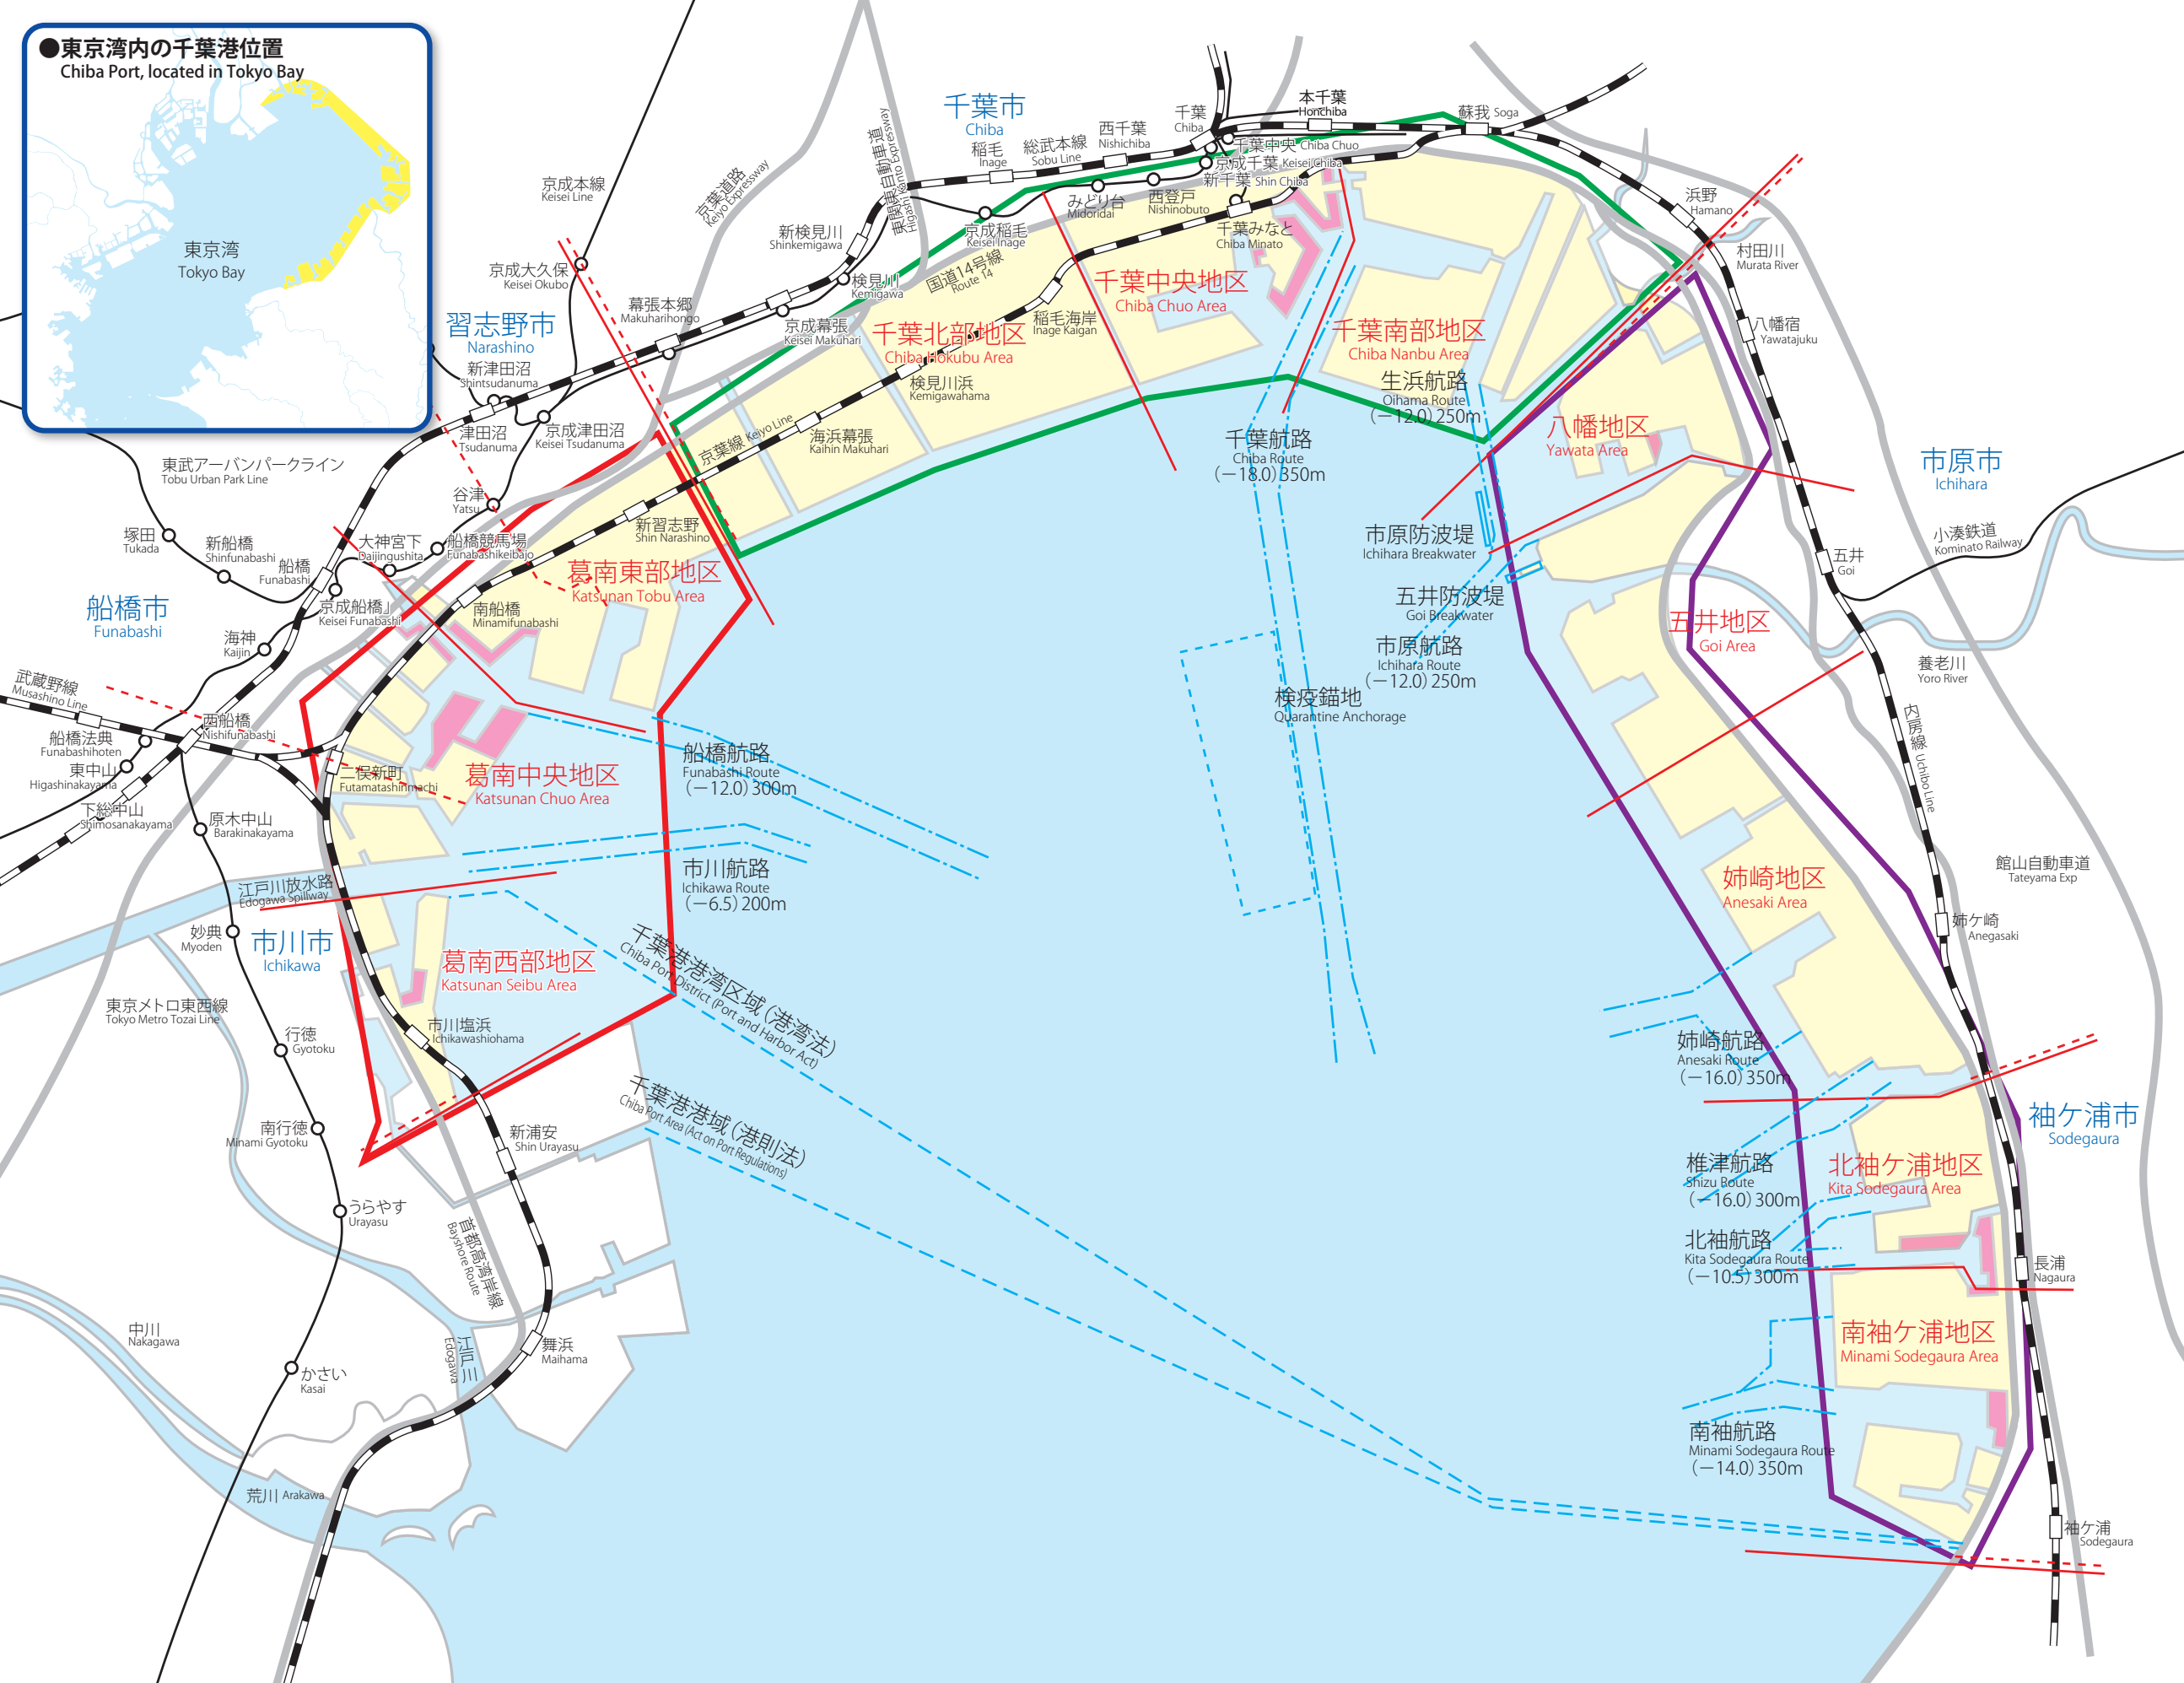 ●東京湾内の千葉港位置
Chiba Port, located in Tokyo Bay
東京湾
Tokyo Bay
千葉市
Chiba
習志野市
Narashino
船橋市
Funabashi
市川市
Ichikawa
市原市
Ichihara
袖ケ浦市
Sodegaura
京成本線
Keisei Line
京葉道路
Keiyo Expressway
東関東自動車道
Higashi Kanto Expressway
稲毛
Inage
総武本線
Sobu Line
西千葉
Nishichiba
千葉
Chiba
本千葉
Honchiba
蘇我 Soga
千葉中央 Chiba Chuo
京成千葉 Keisei Chiba
新千葉 Shin Chiba
みどり台
Midoridai
西登戸
Nishinobuto
千葉みなと
Chiba Minato
京成稲毛
Keisei Inage
新検見川
Shinkemigawa
検見川
Kemigawa
国道14号線
Route 14
京成大久保
Keisei Okubo
幕張本郷
Makuharihongo
京成幕張
Keisei Makuhari
千葉北部地区
Chiba Hokubu Area
稲毛海岸
Inage Kaigan
千葉中央地区
Chiba Chuo Area
千葉南部地区
Chiba Nanbu Area
浜野
Hamano
村田川
Murata River
八幡宿
Yawatajuku
新津田沼
Shintsudanuma
津田沼
Tsudanuma
京成津田沼
Keisei Tsudanuma
検見川浜
Kemigawahama
海浜幕張
Kaihin Makuhari
京葉線 Keiyo Line
生浜航路
Oihama Route
(−12.0)250m
千葉航路
Chiba Route
(−18.0)350m
八幡地区
Yawata Area
東武アーバンパークライン
Tobu Urban Park Line
谷津
Yatsu
塚田
Tukada
新船橋
Shinfunabashi
船橋
Funabashi
大神宮下
Daijingushita
船橋競馬場
Funabashikeibajo
新習志野
Shin Narashino
葛南東部地区
Katsunan Tobu Area
南船橋
Minamifunabashi
京成船橋
Keisei Funabashi
海神
Kaijin
武蔵野線
Musashino Line
西船橋
Nishifunabashi
船橋法典
Funabashihoten
東中山
Higashinakayama
下総中山
Shimosanakayama
二俣新町
Futamatashinmachi
原木中山
Barakinakayama
葛南中央地区
Katsunan Chuo Area
船橋航路
Funabashi Route
(−12.0)300m
市川航路
Ichikawa Route
(−6.5)200m
市原防波堤
Ichihara Breakwater
五井防波堤
Goi Breakwater
市原航路
Ichihara Route
(−12.0)250m
検疫錨地
Quarantine Anchorage
五井
Goi
小湊鉄道
Kominato Railway
五井地区
Goi Area
養老川
Yoro River
内房線 Uchibo Line
館山自動車道
Tateyama Exp
姉崎地区
Anesaki Area
姉ケ崎
Anegasaki
江戸川放水路
Edogawa Spillway
妙典
Myoden
葛南西部地区
Katsunan Seibu Area
千葉港港湾区域(港湾法)
Chiba Port District (Port and Harbor Act)
千葉港港域(港則法)
Chiba Port Area (Act on Port Regulations)
東京メトロ東西線
Tokyo Metro Tozai Line
行徳
Gyotoku
市川塩浜
Ichikawashiohama
南行徳
Minami Gyotoku
新浦安
Shin Urayasu
うらやす
Urayasu
首都高湾岸線
Bayshore Route
中川
Nakagawa
江戸川
Edogawa
舞浜
Maihama
かさい
Kasai
荒川 Arakawa
姉崎航路
Anesaki Route
(−16.0)350m
椎津航路
Shizu Route
(−16.0)300m
北袖ケ浦地区
Kita Sodegaura Area
北袖航路
Kita Sodegaura Route
(−10.5)300m
長浦
Nagaura
南袖ケ浦地区
Minami Sodegaura Area
南袖航路
Minami Sodegaura Route
(−14.0)350m
袖ケ浦
Sodegaura